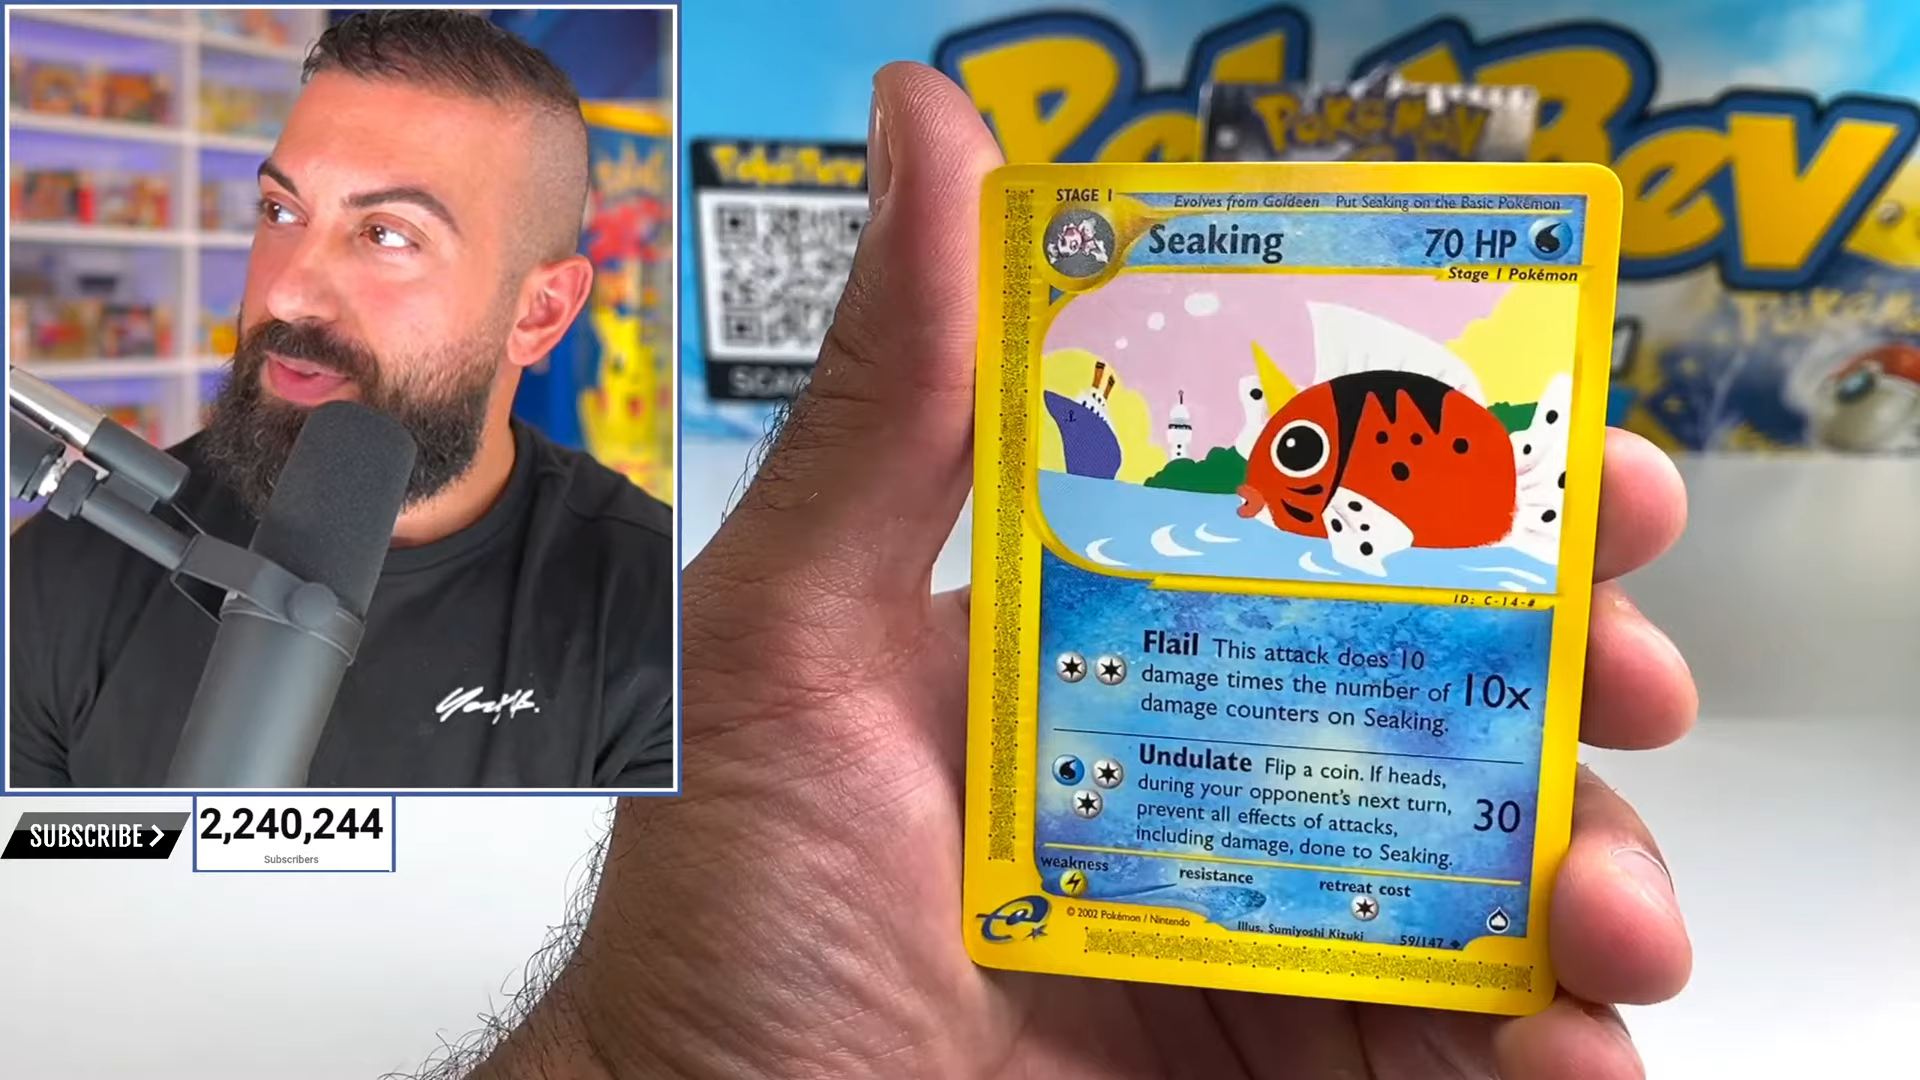 SUBSCRIBE
2,240,244
Subscribers
PokéRev
PokéRev
POKÉMON
STAGE 1
Evolves from Goldeen Put Seaking on the Basic Pokémon
Seaking
70 HP
Stage 1 Pokémon
ID: C-14-#
Flail This attack does 10
damage times the number of
damage counters on Seaking.
10x
Undulate Flip a coin. If heads,
during your opponent's next turn,
prevent all effects of attacks,
including damage, done to Seaking.
30
weakness
resistance
retreat cost
e
© 2002 Pokémon / Nintendo
Illus. Sumiyoshi Kizuki
59/147